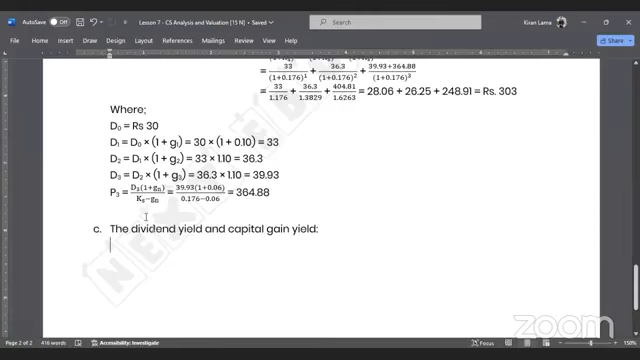 AutoSave Off Lesson 7 - CS Analysis and Valuation [15 N] • Saved Search Kiran Lama
File Home Insert Draw Design Layout References Mailings Review View Help Comments Editing Share
= 33/(1+0.176)^1 + 36.3/(1+0.176)^2 + 39.93+364.88/(1+0.176)^3
= 33/1.176 + 36.3/1.3829 + 404.81/1.6263 = 28.06 + 26.25 + 248.91 = Rs. 303
Where;
D₀ = Rs 30
D₁ = D₀ × (1 + g₁) = 30 × (1 + 0.10) = 33
D₂ = D₁ × (1 + g₂) = 33 × 1.10 = 36.3
D₃ = D₂ × (1 + g₃) = 36.3 × 1.10 = 39.93
P₃ = D₃(1+gₙ)/Kₛ−gₙ = 39.93(1+0.06)/0.176−0.06 = 364.88
c. The dividend yield and capital gain yield:
zoom
Page 2 of 2 416 words Accessibility: Investigate Focus 150%